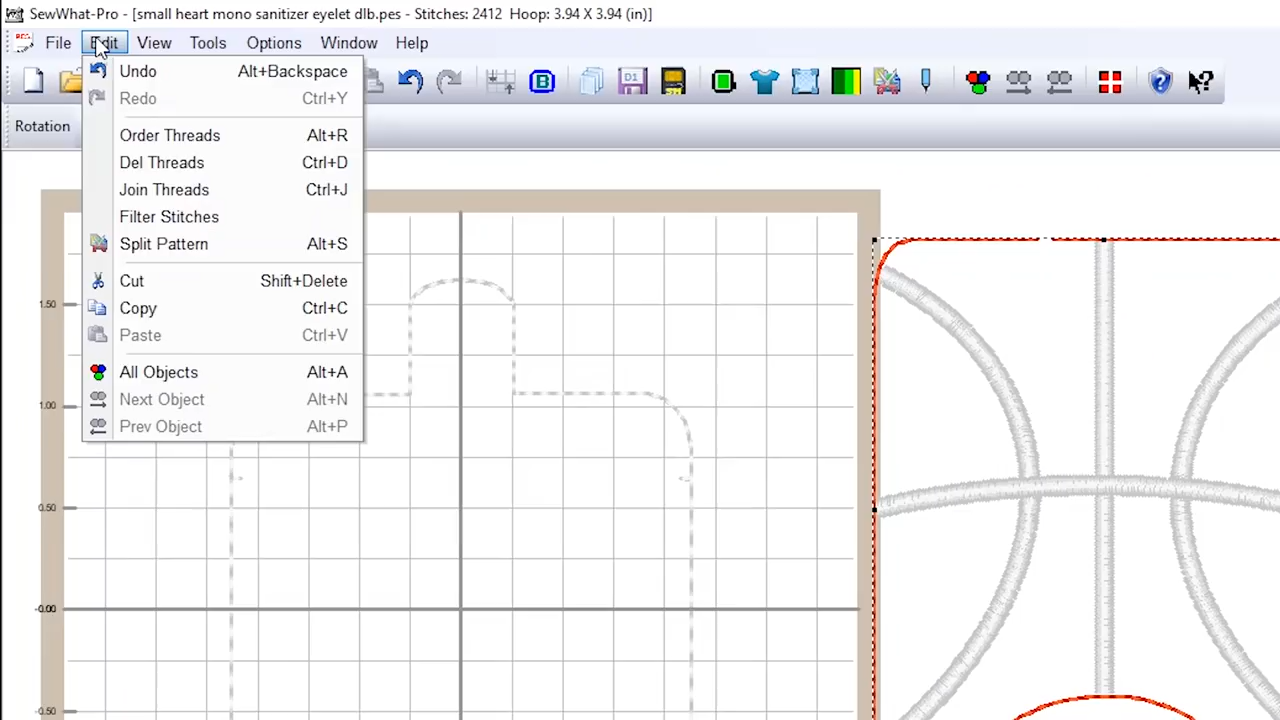 SewWhat-Pro - [small heart mono sanitizer eyelet dlb.pes - Stitches: 2412 Hoop: 3.94 X 3.94 (in)]
File Edit View Tools Options Window Help
Rotation
Undo Alt+Backspace
Redo Ctrl+Y
Order Threads Alt+R
Del Threads Ctrl+D
Join Threads Ctrl+J
Filter Stitches
Split Pattern Alt+S
Cut Shift+Delete
Copy Ctrl+C
Paste Ctrl+V
All Objects Alt+A
Next Object Alt+N
Prev Object Alt+P
1.50
1.00
0.50
-0.00
-0.50